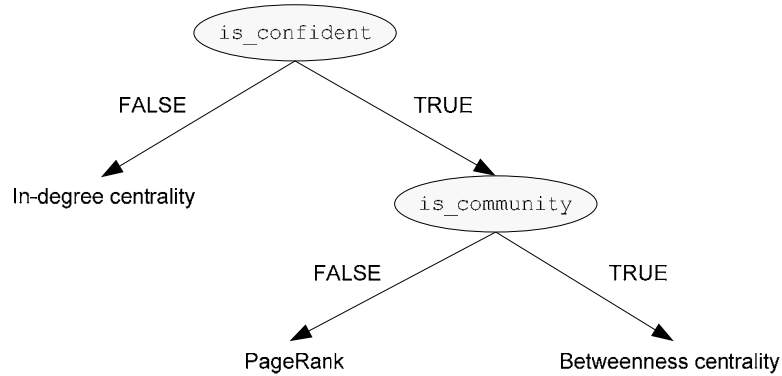 is_confident
FALSE
TRUE
In-degree centrality
is_community
FALSE
TRUE
PageRank
Betweenness centrality